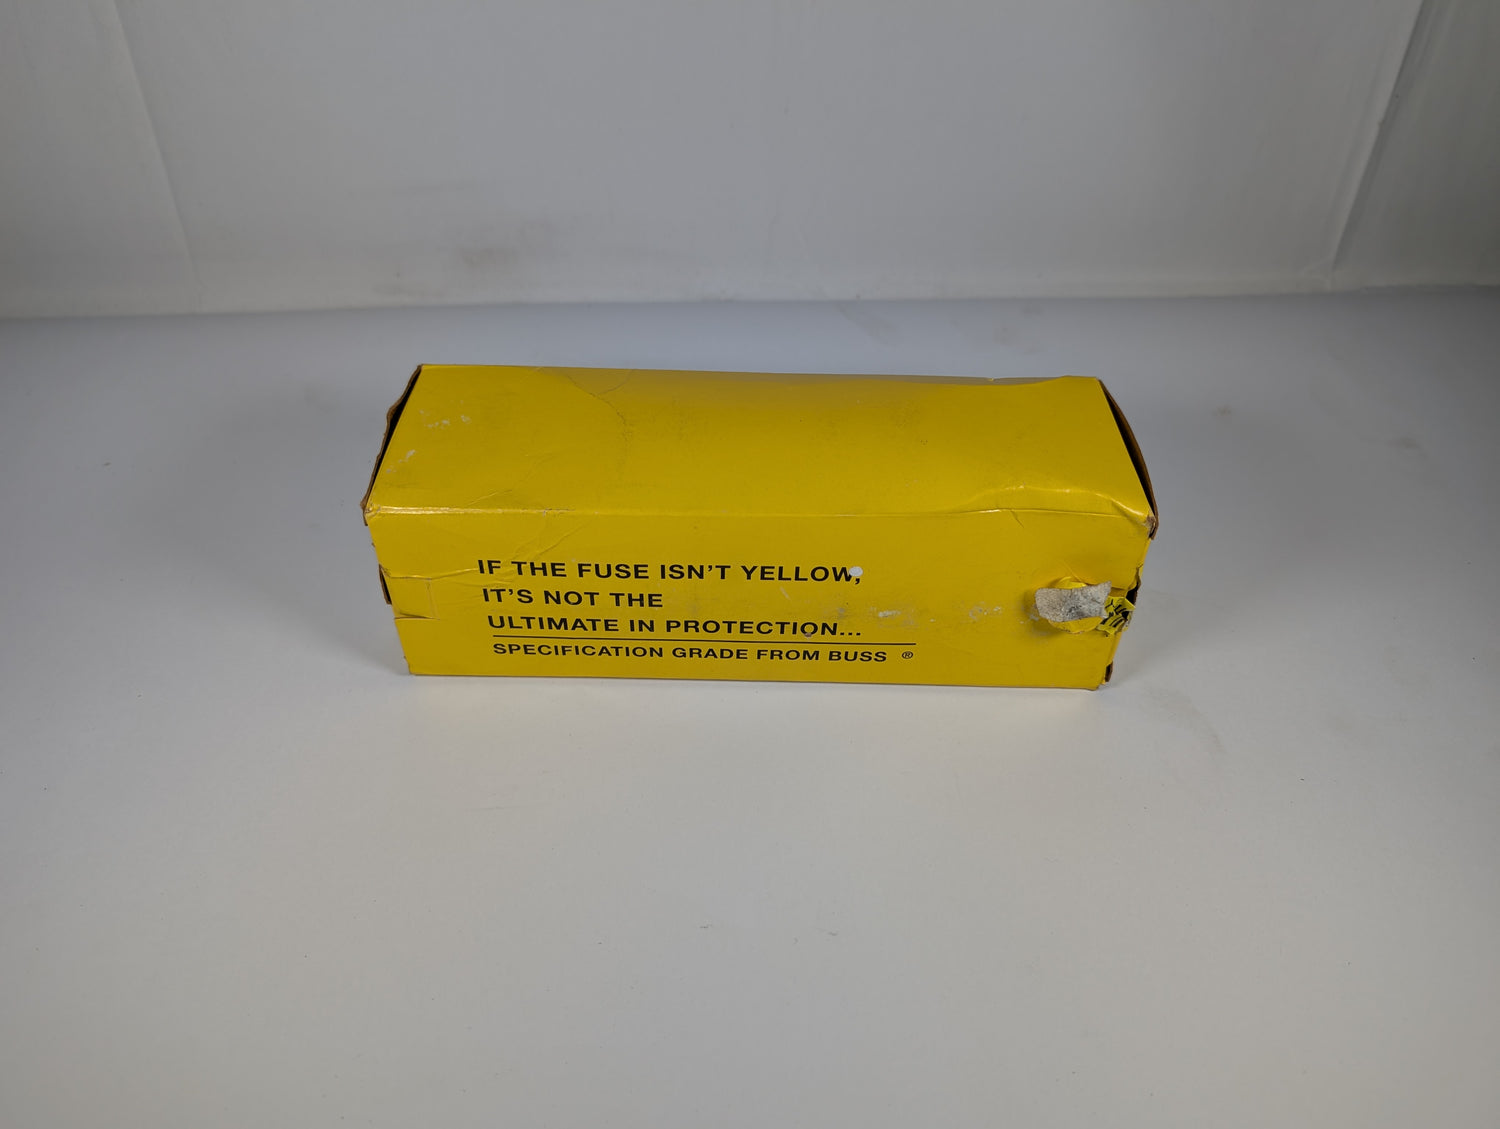 IF THE FUSE ISN'T YELLOW,
IT'S NOT THE
ULTIMATE IN PROTECTION...
SPECIFICATION GRADE FROM BUSS ®